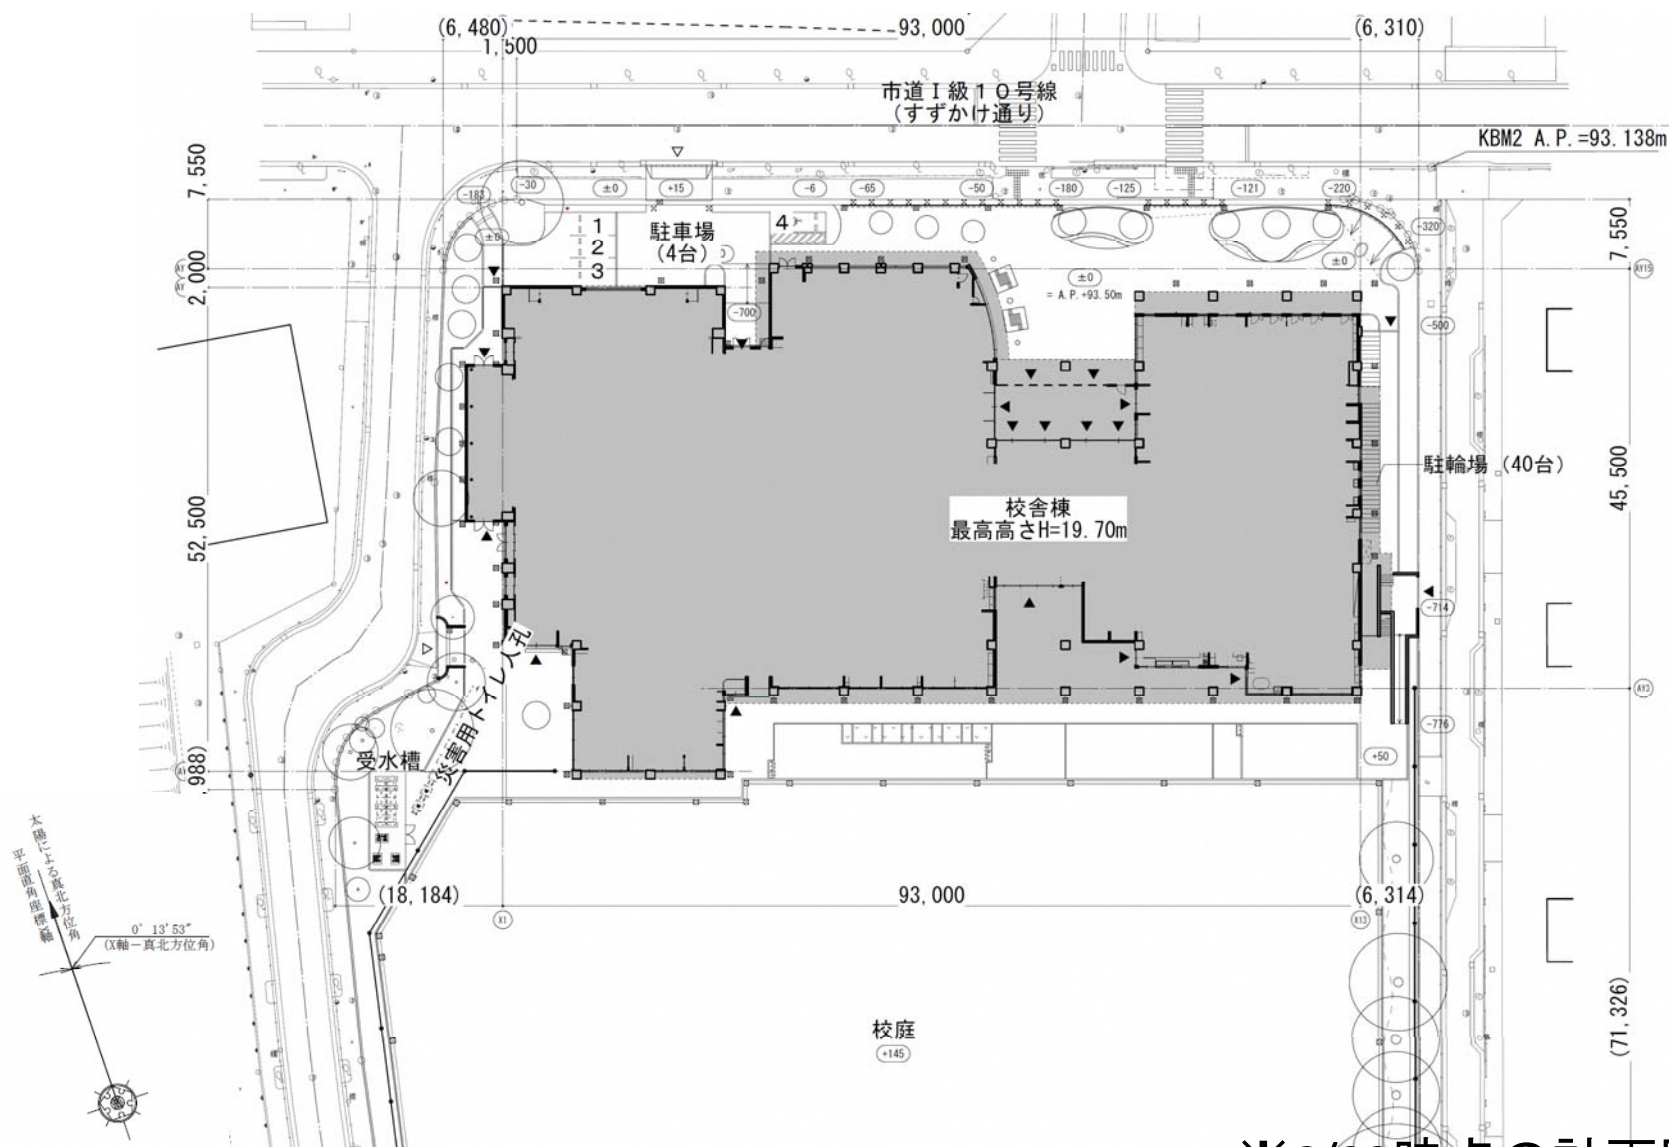 (6,480)
93,000
(6,310)
1,500
市道Ⅰ級10号線
(すずかけ通り)
KBM2 A.P.=93.138m
7,550
-183
-30
±0
+15
-6
-65
-50
-180
-125
-121
-220
-320
7,550
1
2
3
駐車場
(4台)
4
±0
±0
±0
= A.P.+93.50m
AY15
2,000
-700
-500
駐輪場 (40台)
45,500
校舎棟
最高高さH=19.70m
52,500
-714
災害用トイレ人孔
AY3
-776
+50
受水槽
988)
(18,184)
93,000
(6,314)
X1
X13
太陽による真北方位角
平面直角座標軸
0° 13'53"
(X軸－真北方位角)
(71,326)
校庭
+145